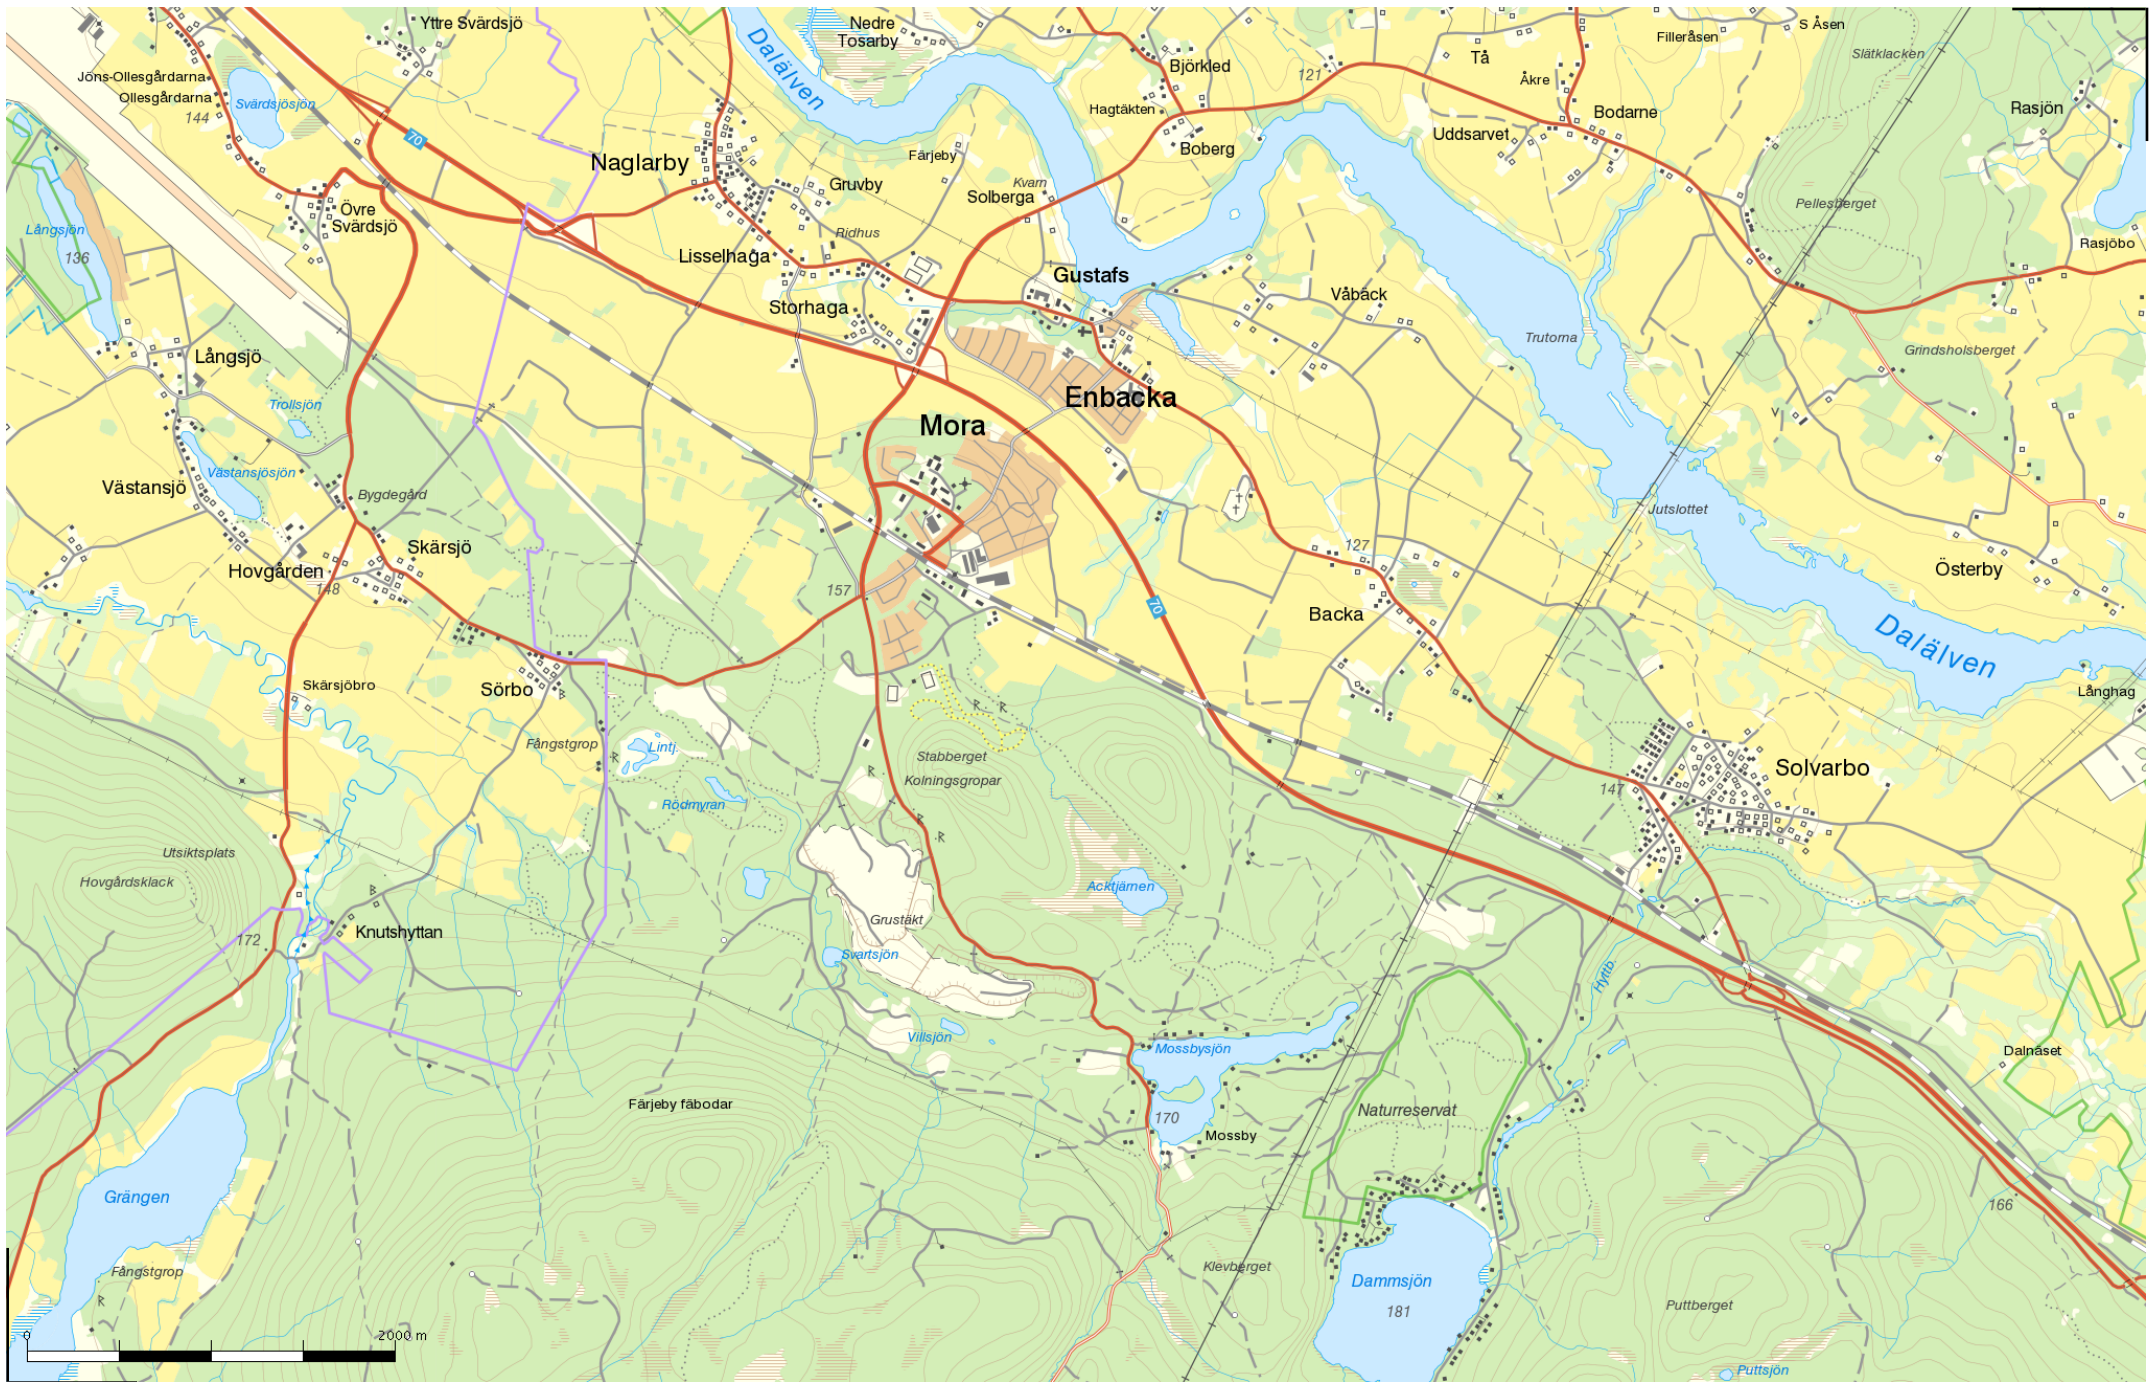 Yttre Svärdsjö
Nedre
Tosarby
Dalälven
Björkled
121
Tå
Filleråsen
S Åsen
Slätklacken
Jöns-Ollesgårdarna
Ollesgårdarna
144
Svärdsjösjön
Hagtäkten
Åkre
Bodarne
Rasjön
70
Uddsarvet
Boberg
Naglarby
Färjeby
Gruvby
Kvarn
Solberga
Pellesberget
Övre
Svärdsjö
Långsjön
136
Ridhus
Rasjöbo
Lisselhaga
Gustafs
Våbäck
Storhaga
Trutorna
Grindsholsberget
Långsjö
Trollsjön
Enbacka
Mora
Västansjösjön
Västansjö
Bygdegård
Jutslottet
Skärsjö
127
Hovgården
148
157
Österby
70
Backa
Dalälven
Skärsjöbro
Sörbo
Långhag
Fångstgrop
Lintj.
Stabberget
Kolningsgropar
Solvarbo
147
Rödmyran
Utsiktsplats
Hovgårdsklack
Acktjärnen
Grustäkt
Knutshyttan
172
Svartsjön
Hyttb.
Villsjön
Mossbysjön
Dalnäset
Färjeby fäbodar
170
Naturreservat
Mossby
Grängen
166
Fångstgrop
Klevberget
Dammsjön
181
Puttberget
0
2000 m
Puttsjön